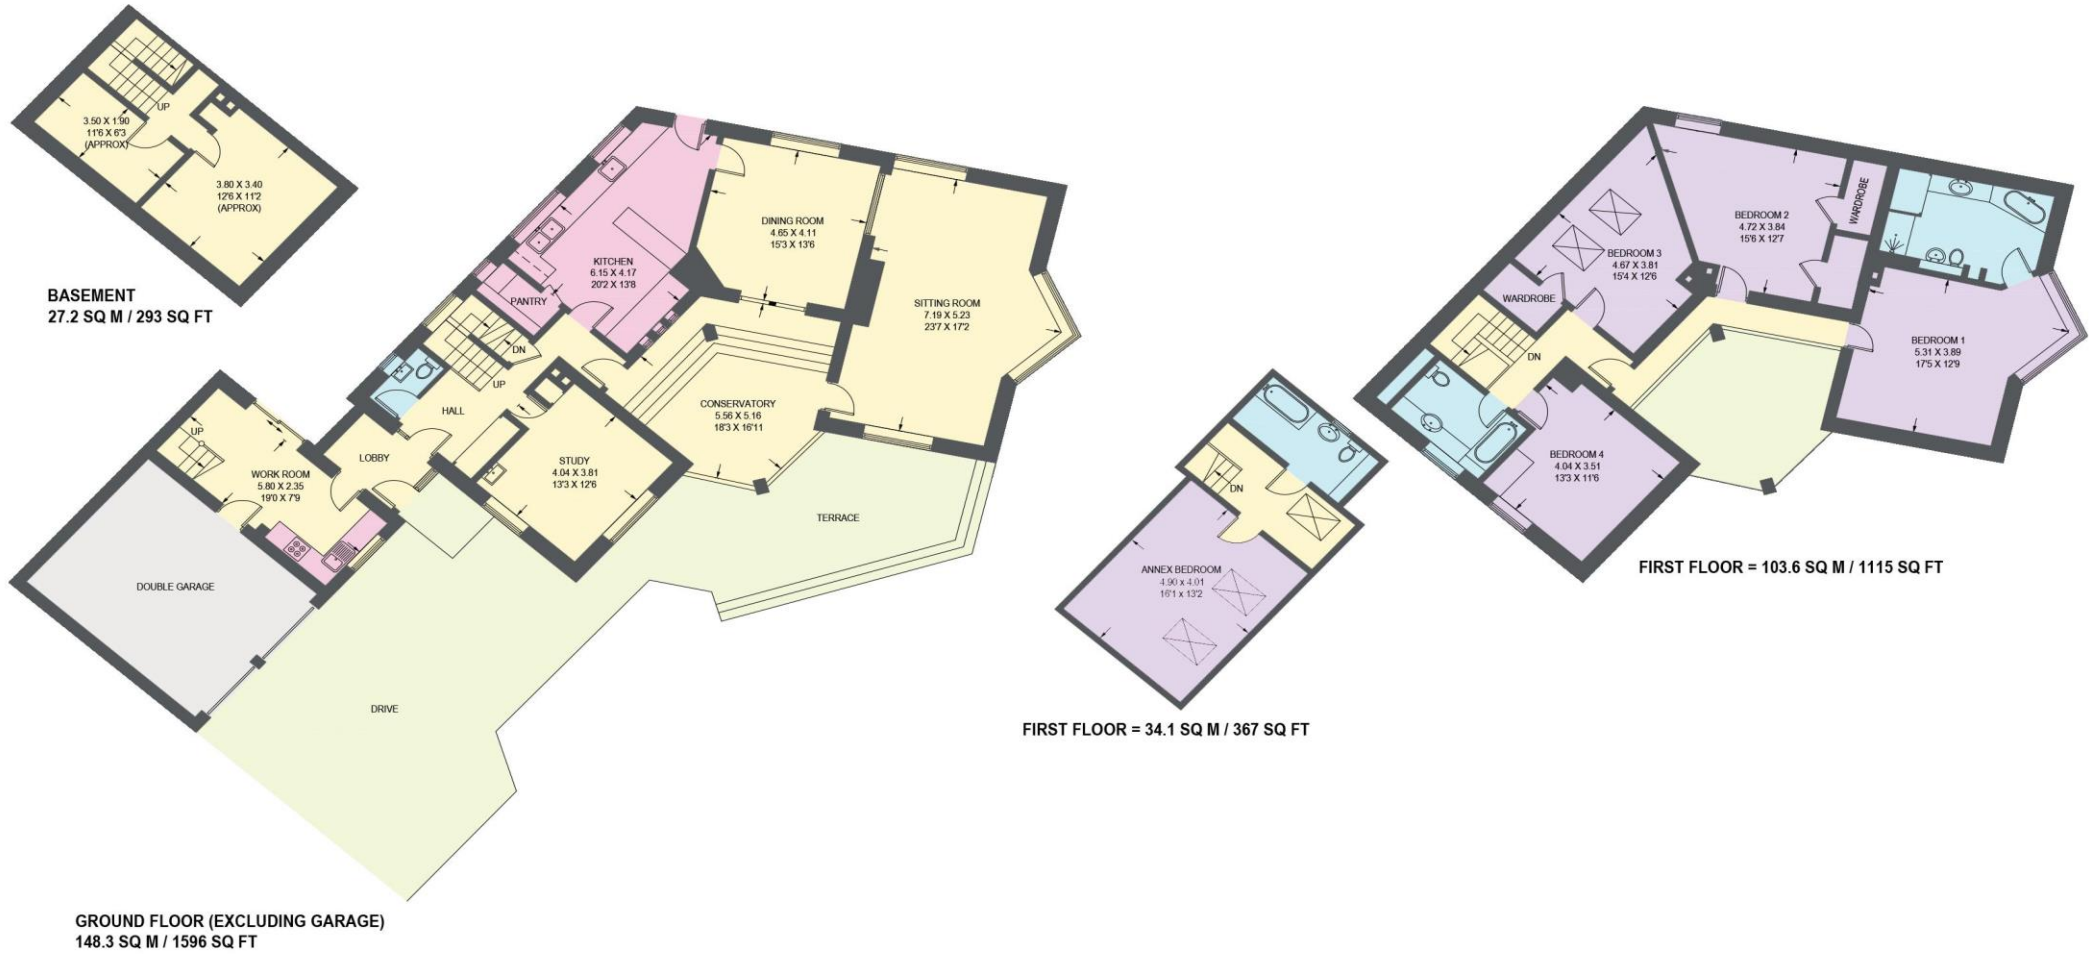 UP
3.50 X 1.90
11'6 X 6'3
(APPROX)
3.80 X 3.40
12'6 X 11'2
(APPROX)
BASEMENT
27.2 SQ M / 293 SQ FT
KITCHEN
6.15 X 4.17
20'2 X 13'8
PANTRY
DINING ROOM
4.65 X 4.11
15'3 X 13'6
SITTING ROOM
7.19 X 5.23
23'7 X 17'2
DN
UP
HALL
CONSERVATORY
5.56 X 5.16
18'3 X 16'11
LOBBY
STUDY
4.04 X 3.81
13'3 X 12'6
UP
WORK ROOM
5.80 X 2.35
19'0 X 7'9
TERRACE
DOUBLE GARAGE
DRIVE
GROUND FLOOR (EXCLUDING GARAGE)
148.3 SQ M / 1596 SQ FT
DN
ANNEX BEDROOM
4.90 x 4.01
16'1 x 13'2
FIRST FLOOR = 34.1 SQ M / 367 SQ FT
BEDROOM 2
4.72 X 3.84
15'6 X 12'7
WARDROBE
BEDROOM 3
4.67 X 3.81
15'4 X 12'6
WARDROBE
DN
BEDROOM 1
5.31 X 3.89
17'5 X 12'9
BEDROOM 4
4.04 X 3.51
13'3 X 11'6
FIRST FLOOR = 103.6 SQ M / 1115 SQ FT